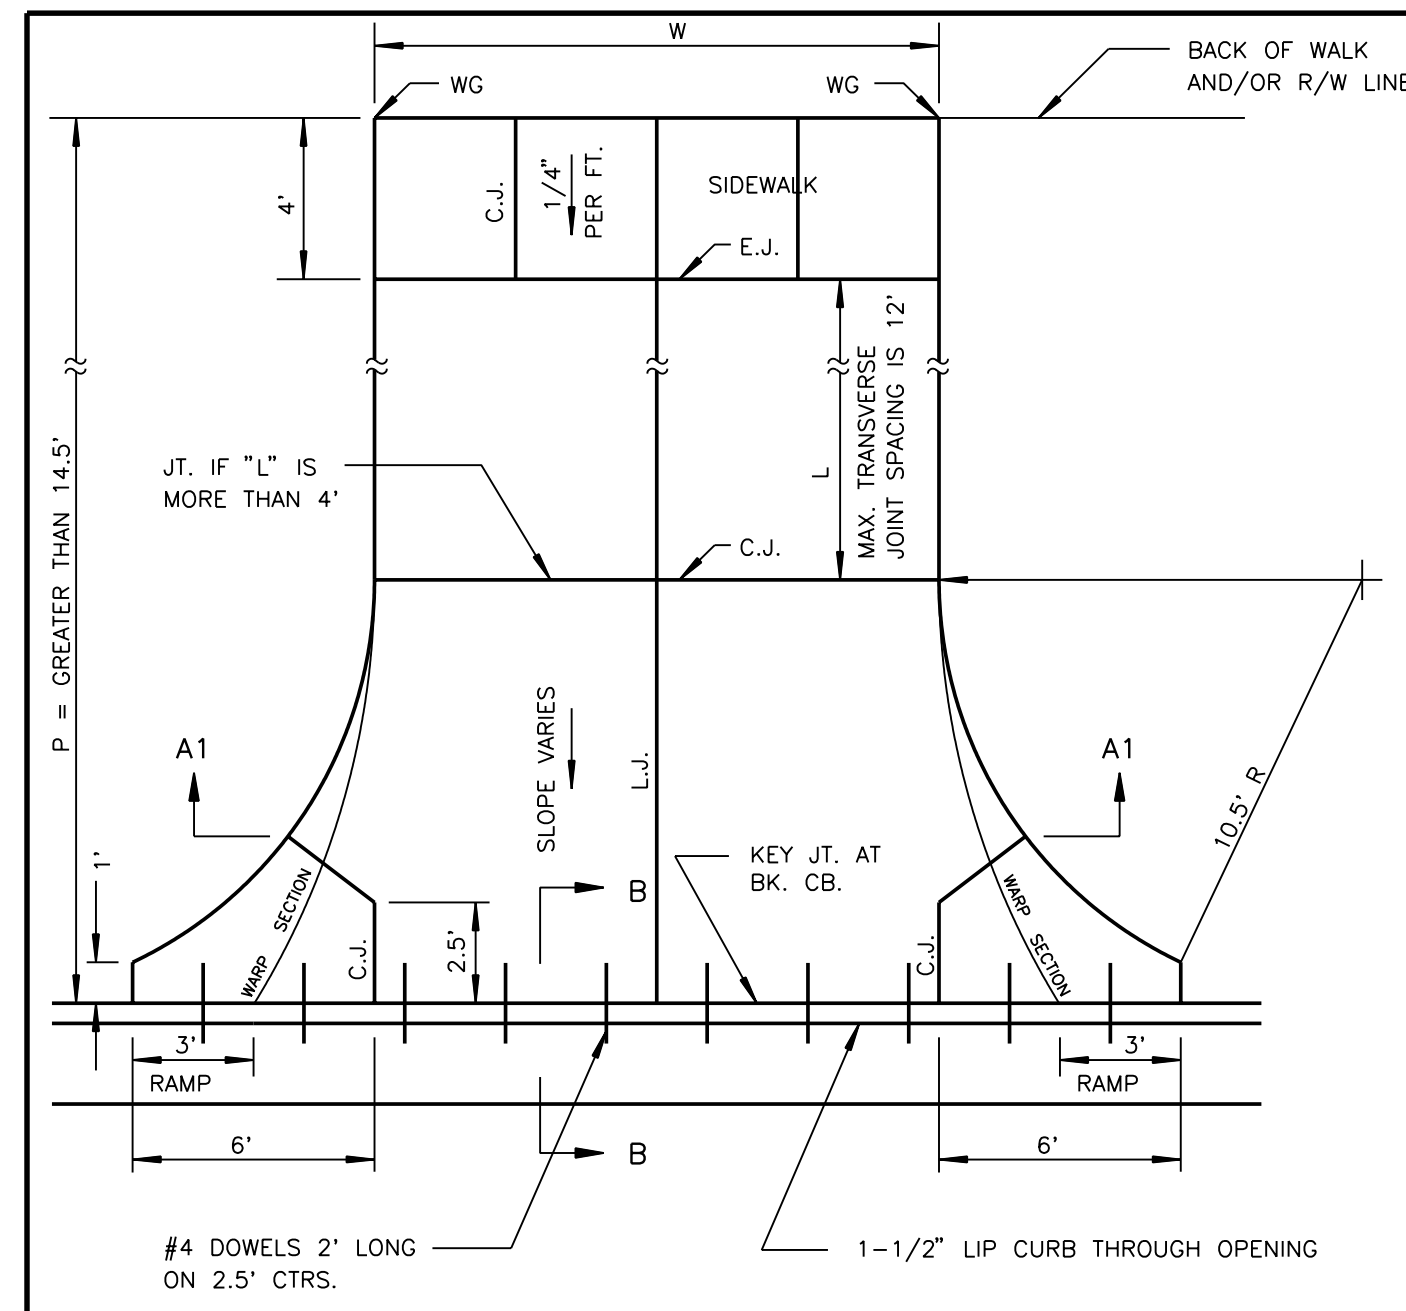 W
WG
WG
BACK OF WALK
AND/OR R/W LINE
4'
C.J.
1/4"
PER FT.
SIDEWALK
E.J.
P = GREATER THAN 14.5'
JT. IF "L" IS
MORE THAN 4'
L
MAX. TRANSVERSE
JOINT SPACING IS 12'
C.J.
A1
A1
SLOPE VARIES
L.J.
10.5' R
1'
WARP SECTION
C.J.
2.5'
B
KEY JT. AT
BK. CB.
C.J.
WARP SECTION
3'
RAMP
3'
RAMP
6'
B
6'
#4 DOWELS 2' LONG
ON 2.5' CTRS.
1-1/2" LIP CURB THROUGH OPENING